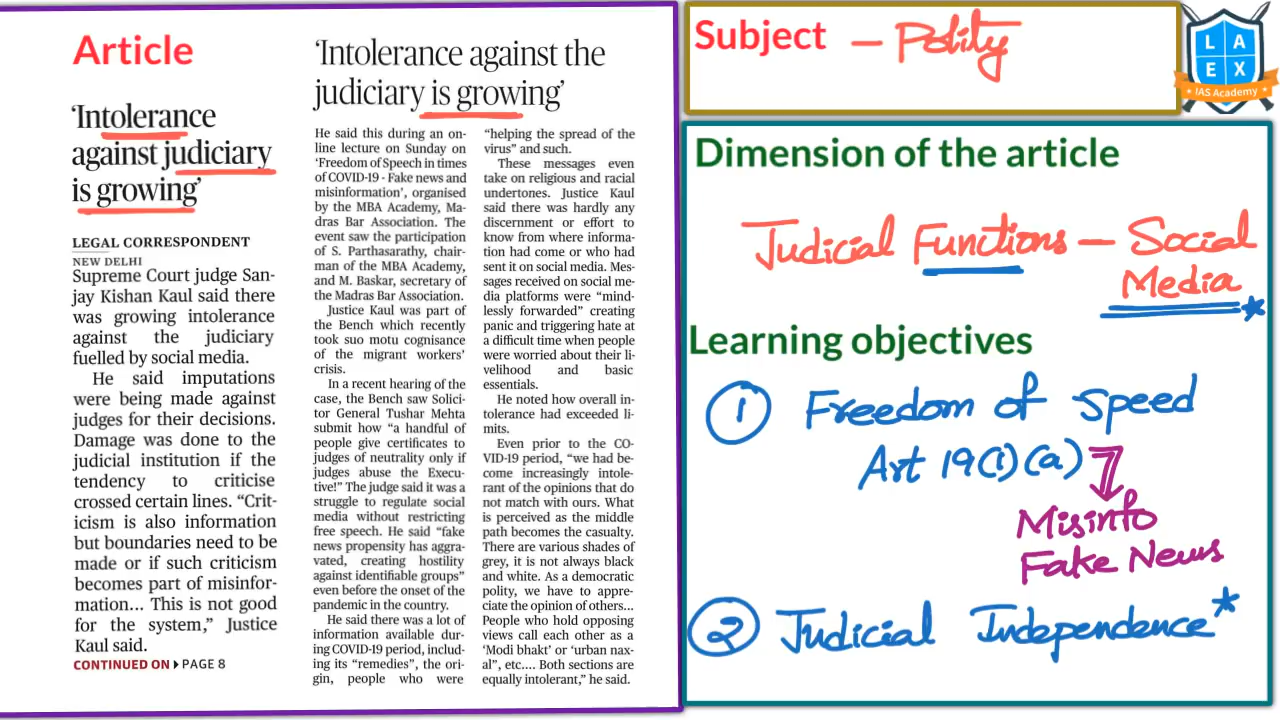 Article
‘Intolerance
against judiciary
is growing’
LEGAL CORRESPONDENT
NEW DELHI
Supreme Court judge San-
jay Kishan Kaul said there
was growing intolerance
against the judiciary
fuelled by social media.
He said imputations
were being made against
judges for their decisions.
Damage was done to the
judicial institution if the
tendency to criticise
crossed certain lines. “Crit-
icism is also information
but boundaries need to be
made or if such criticism
becomes part of misinfor-
mation... This is not good
for the system,” Justice
Kaul said.
CONTINUED ON PAGE 8
‘Intolerance against the
judiciary is growing’
He said this during an on-
line lecture on Sunday on
‘Freedom of Speech in times
of COVID-19 - Fake news and
misinformation’, organised
by the MBA Academy, Ma-
dras Bar Association. The
event saw the participation
of S. Parthasarathy, chair-
man of the MBA Academy,
and M. Baskar, secretary of
the Madras Bar Association.
Justice Kaul was part of
the Bench which recently
took suo motu cognisance
of the migrant workers’
crisis.
In a recent hearing of the
case, the Bench saw Solici-
tor General Tushar Mehta
submit how “a handful of
people give certificates to
judges of neutrality only if
judges abuse the Execu-
tive!” The judge said it was a
struggle to regulate social
media without restricting
free speech. He said “fake
news propensity has aggra-
vated, creating hostility
against identifiable groups”
even before the onset of the
pandemic in the country.
He said there was a lot of
information available dur-
ing COVID-19 period, includ-
ing its “remedies”, the ori-
gin, people who were
“helping the spread of the
virus” and such.
These messages even
take on religious and racial
undertones. Justice Kaul
said there was hardly any
discernment or effort to
know from where informa-
tion had come or who had
sent it on social media. Mes-
sages received on social me-
dia platforms were “mind-
lessly forwarded” creating
panic and triggering hate at
a difficult time when people
were worried about their li-
velihood and basic
essentials.
He noted how overall in-
tolerance had exceeded li-
mits.
Even prior to the CO-
VID-19 period, “we had be-
come increasingly intole-
rant of the opinions that do
not match with ours. What
is perceived as the middle
path becomes the casualty.
There are various shades of
grey, it is not always black
and white. As a democratic
polity, we have to appre-
ciate the opinion of others...
People who hold opposing
views call each other as a
‘Modi bhakt’ or ‘urban nax-
al”, etc.... Both sections are
equally intolerant,” he said.
Subject – Polity
L A
E X
IAS Academy
Dimension of the article
Judicial Functions – Social
Media
Learning objectives
1 Freedom of Speed
Art 19(1)(a)
Misinfo
Fake News
2 Judicial Independence